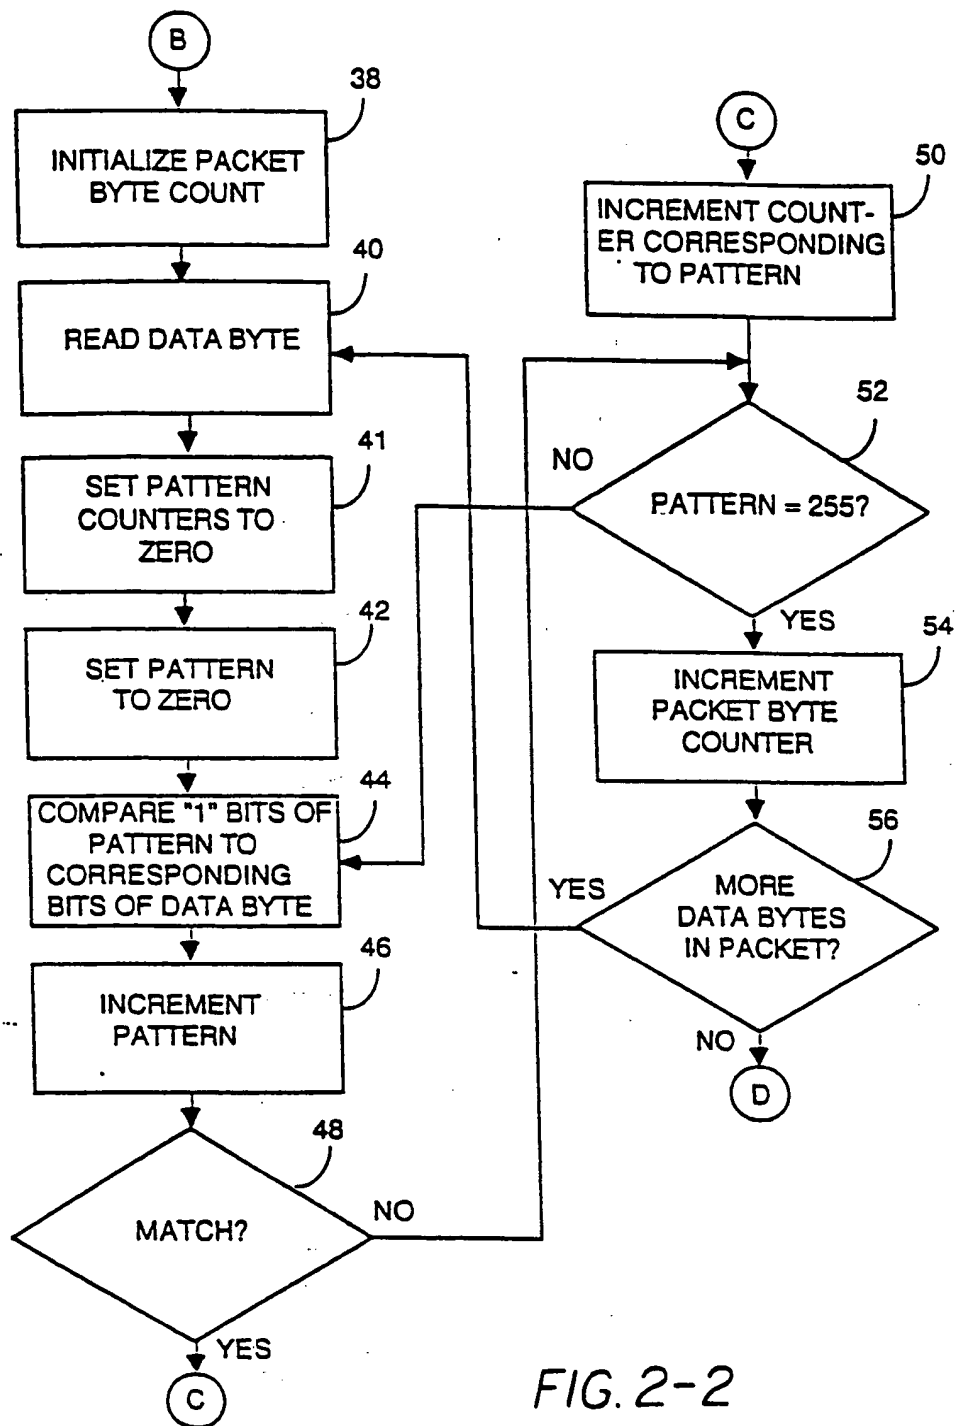 B
38
INITIALIZE PACKET
BYTE COUNT
40
READ DATA BYTE
41
SET PATTERN
COUNTERS TO
ZERO
42
SET PATTERN
TO ZERO
44
COMPARE "1" BITS OF
PATTERN TO
CORRESPONDING
BITS OF DATA BYTE
46
INCREMENT
PATTERN
48
MATCH?
NO
YES
C
C
50
INCREMENT COUNT-
ER CORRESPONDING
TO PATTERN
52
NO
PATTERN = 255?
YES
54
INCREMENT
PACKET BYTE
COUNTER
56
YES
MORE
DATA BYTES
IN PACKET?
NO
D
FIG. 2-2